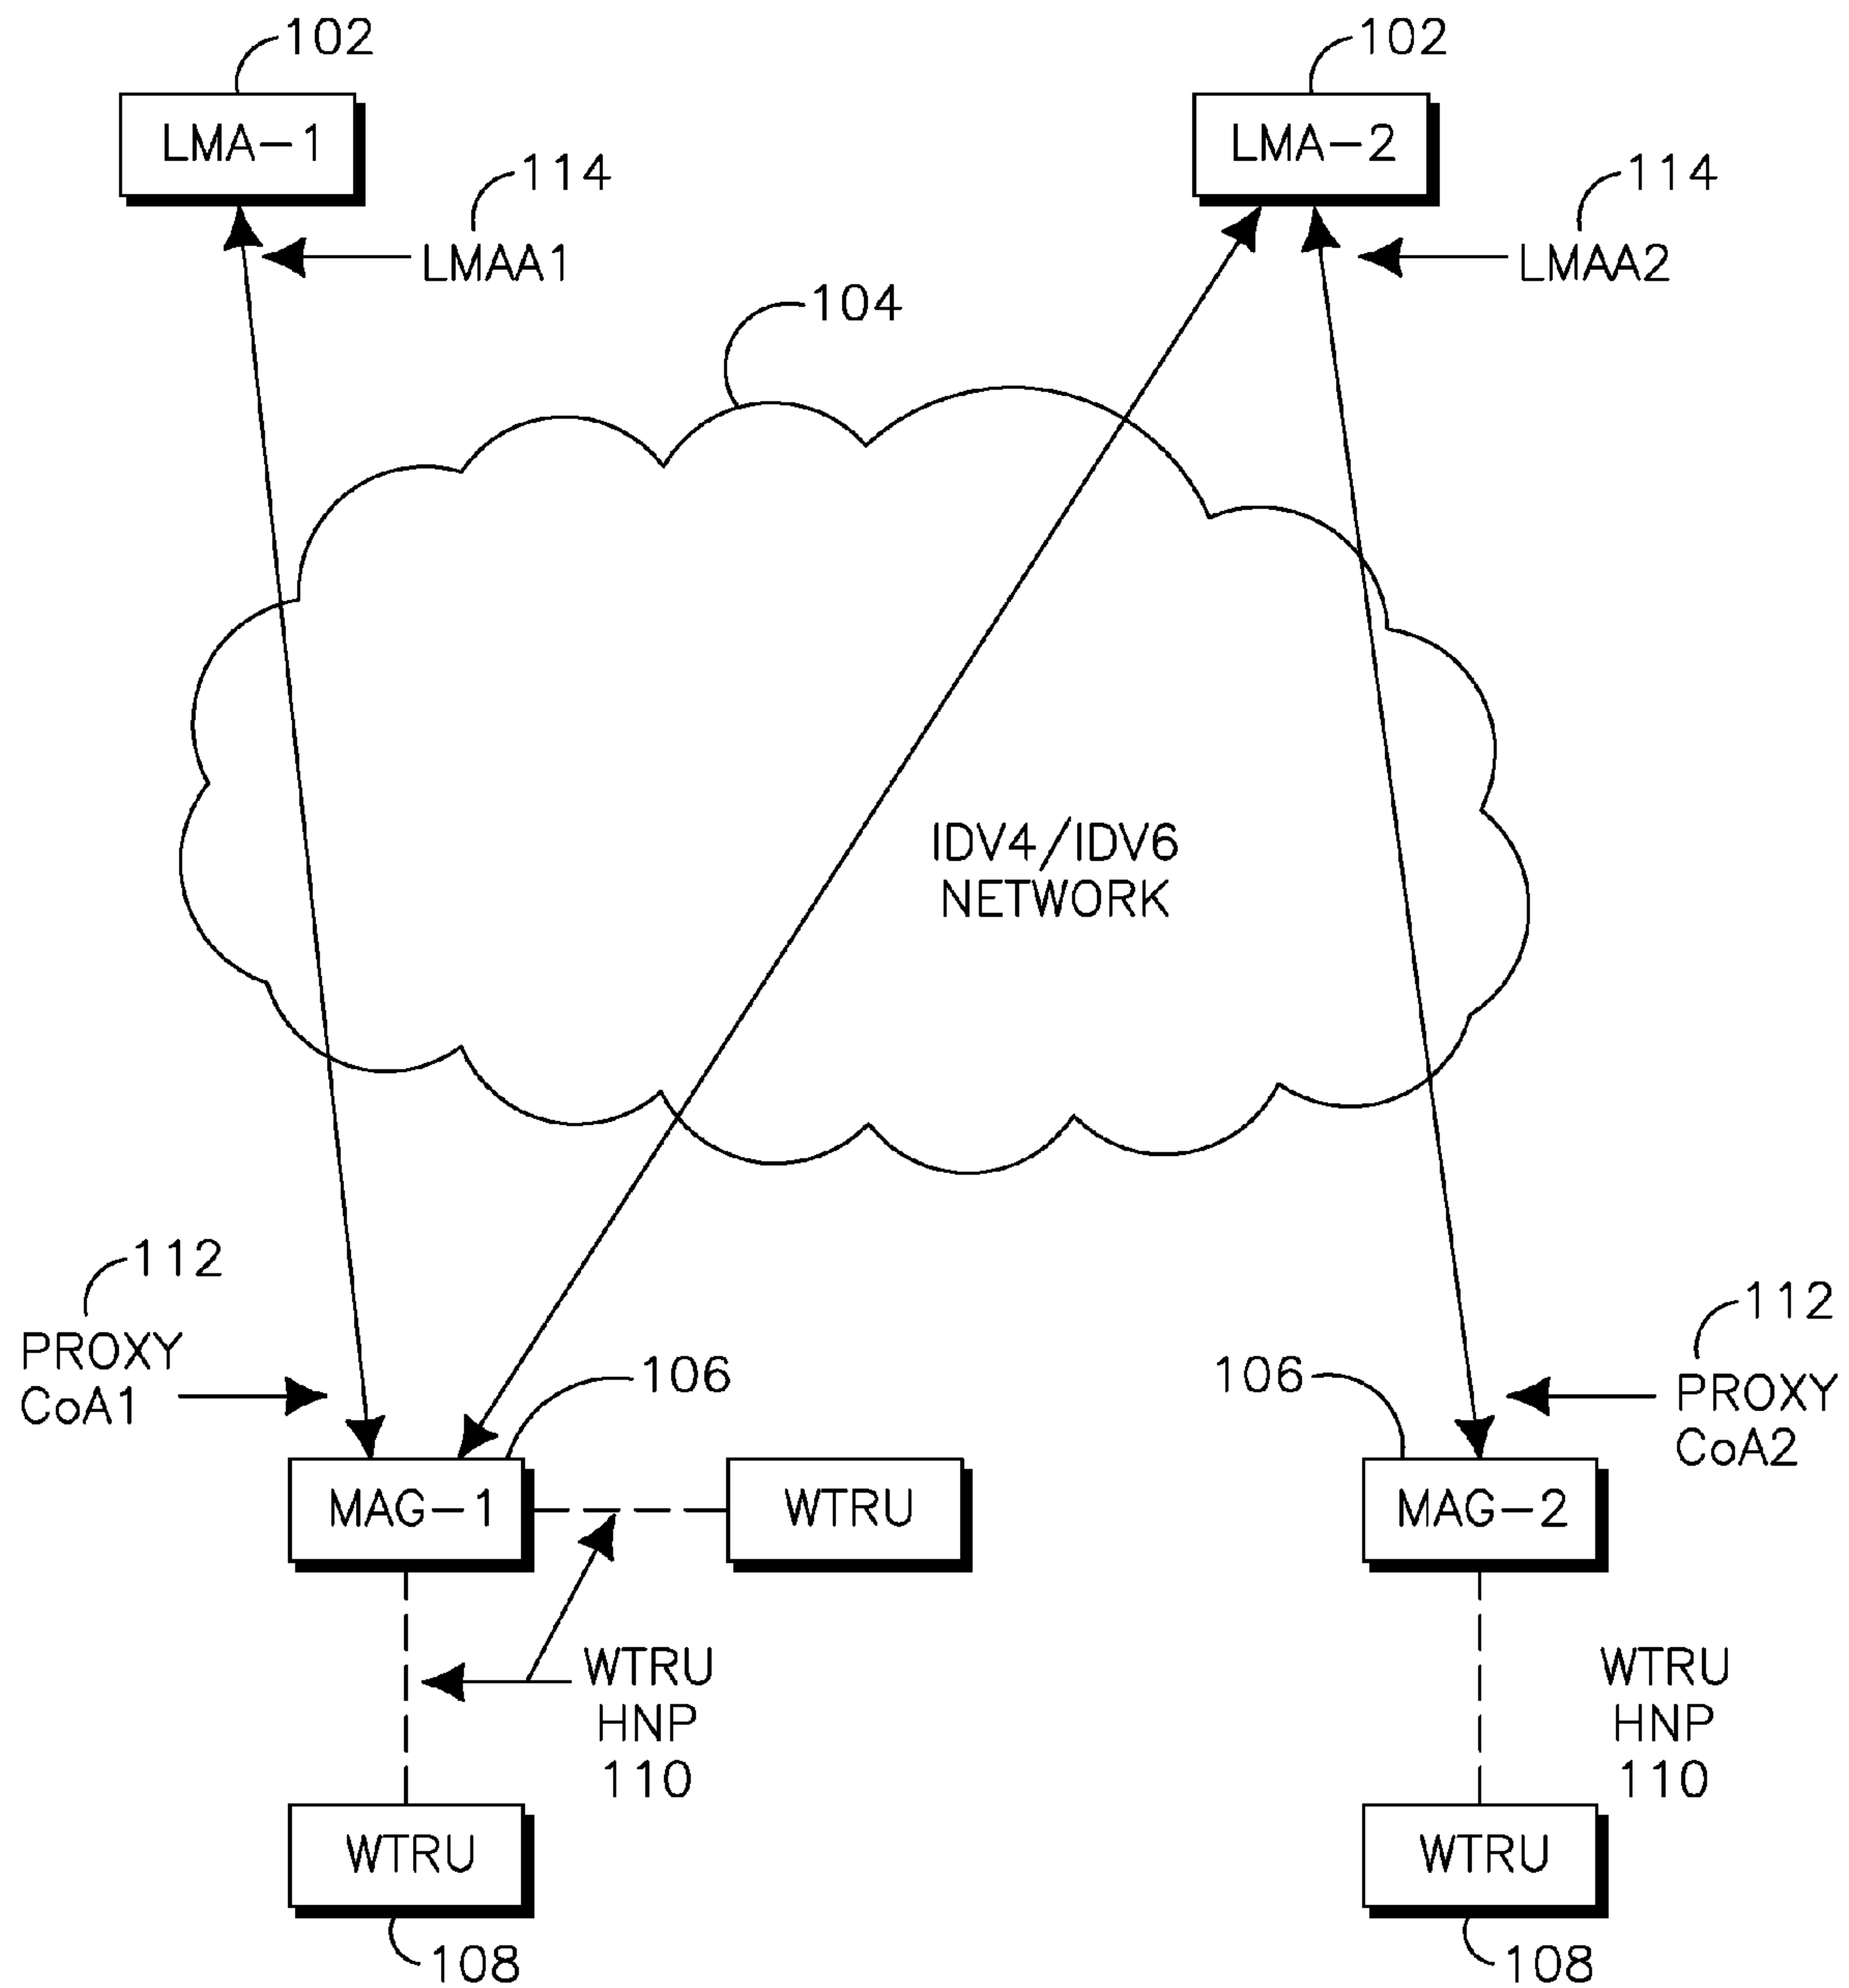 102
102
LMA-1
LMA-2
114
114
LMAA1
LMAA2
104
IDV4/IDV6
NETWORK
112
PROXY
CoA1
106
106
112
PROXY
CoA2
MAG-1
WTRU
MAG-2
WTRU
HNP
110
WTRU
HNP
110
WTRU
WTRU
108
108